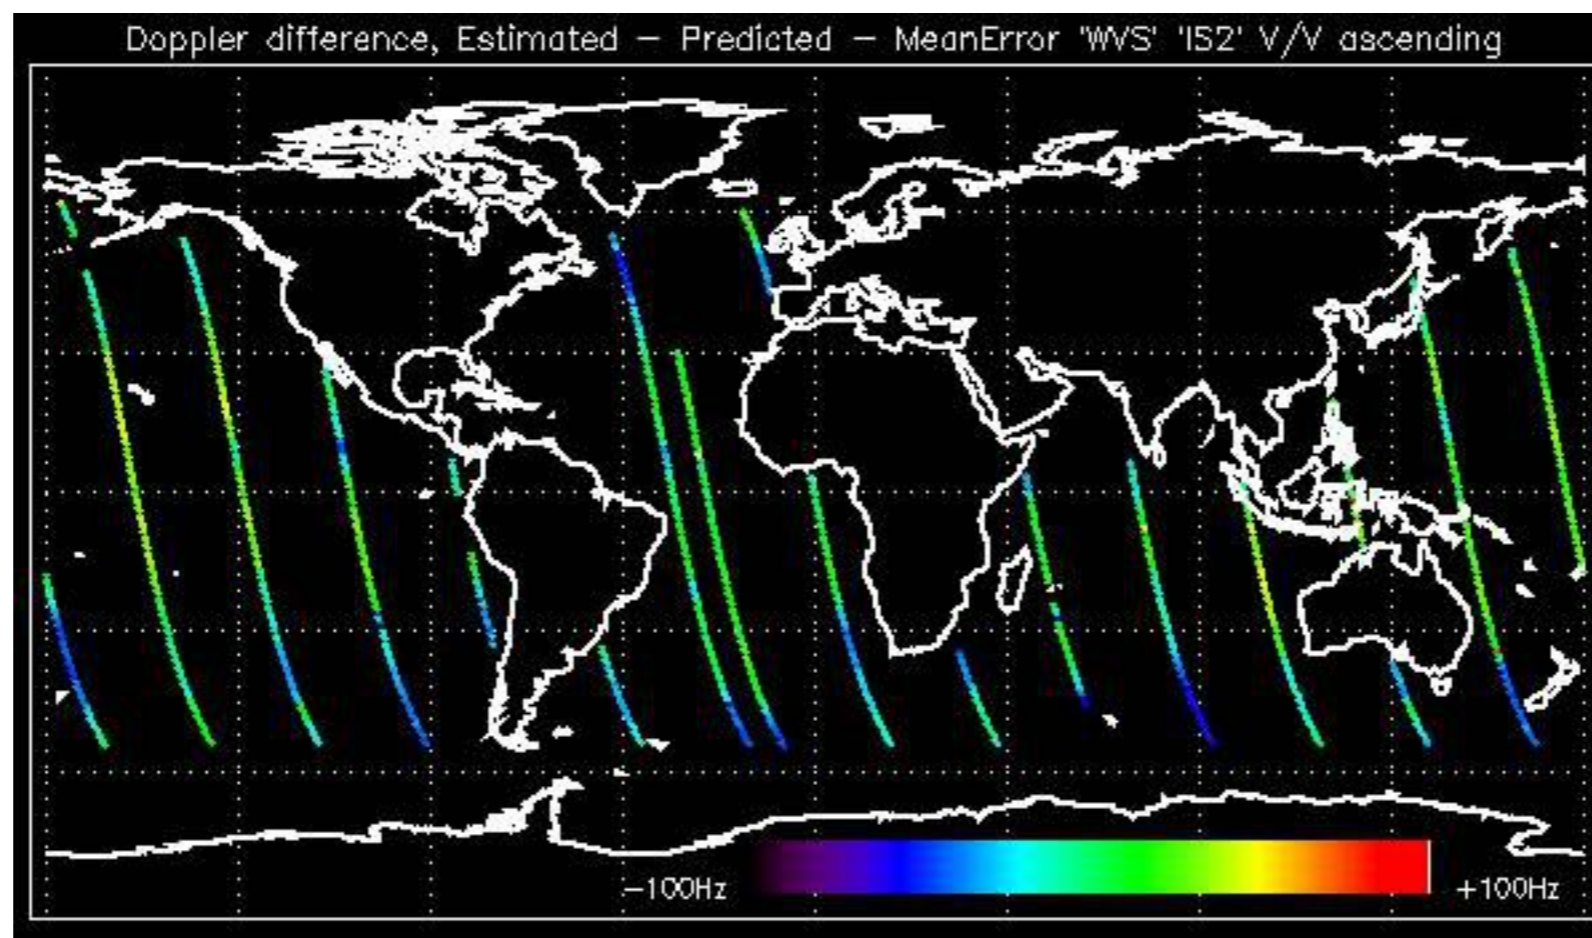 Doppler difference, Estimated – Predicted – MeanError 'WVS' 'IS2' V/V ascending
–100Hz +100Hz